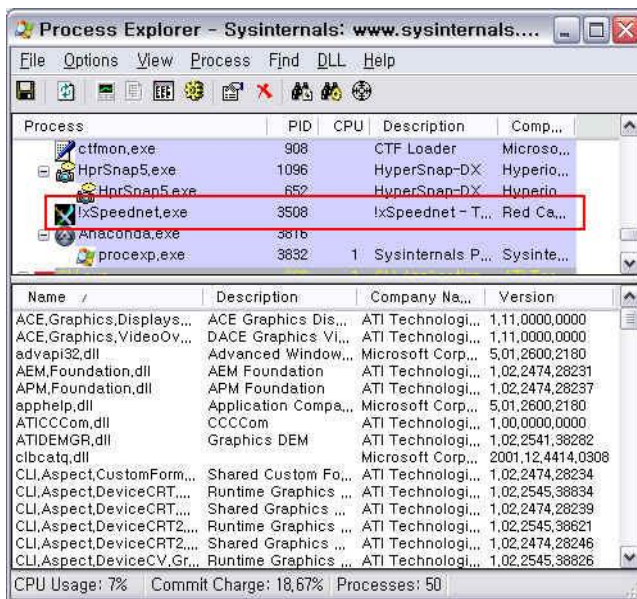 Process Explorer - Sysinternals: www.sysinternals....
File Options View Process Find DLL Help
Process PID CPU Description Comp...
ctfmon,exe 908 CTF Loader Microso...
HprSnap5,exe 1096 HyperSnap-DX Hyperio...
HprSnap5,exe 652 HyperSnap-DX Hyperio
!xSpeednet,exe 3508 !xSpeednet - T... Red Ca...
Anaconda,exe 3816
procexp,exe 3832 1 Sysinternals P... Sysinte...
Name / Description Company Na... Version
ACE,Graphics,Displays... ACE Graphics Dis... ATI Technologi... 1,11,0000,0000
ACE,Graphics,VideoOv... DACE Graphics Vi... ATI Technologi... 1,11,0000,0000
advapi32,dll Advanced Window... Microsoft Corp... 5,01,2600,2180
AEM,Foundation,dll AEM Foundation ATI Technologi... 1,02,2474,28231
APM,Foundation,dll APM Foundation ATI Technologi... 1,02,2474,28237
apphelp,dll Application Compa... Microsoft Corp... 5,01,2600,2180
ATICCCom,dll CCCCom ATI Technologi... 1,00,0000,0000
ATIDEMGR,dll Graphics DEM ATI Technologi... 1,02,2541,38282
clbcatq,dll Microsoft Corp... 2001,12,4414,0308
CLI,Aspect,CustomForm... Shared Custom Fo... ATI Technologi... 1,02,2474,28234
CLI,Aspect,DeviceCRT,... Runtime Graphics ... ATI Technologi... 1,02,2545,38834
CLI,Aspect,DeviceCRT,... Shared Graphics ... ATI Technologi... 1,02,2474,28239
CLI,Aspect,DeviceCRT2,... Runtime Graphics ... ATI Technologi... 1,02,2545,38621
CLI,Aspect,DeviceCRT2,... Shared Graphics ... ATI Technologi... 1,02,2474,28246
CLI,Aspect,DeviceCV,Gr... Runtime Graphics ... ATI Technologi... 1,02,2545,38826
CPU Usage: 7% Commit Charge: 18,67% Processes: 50